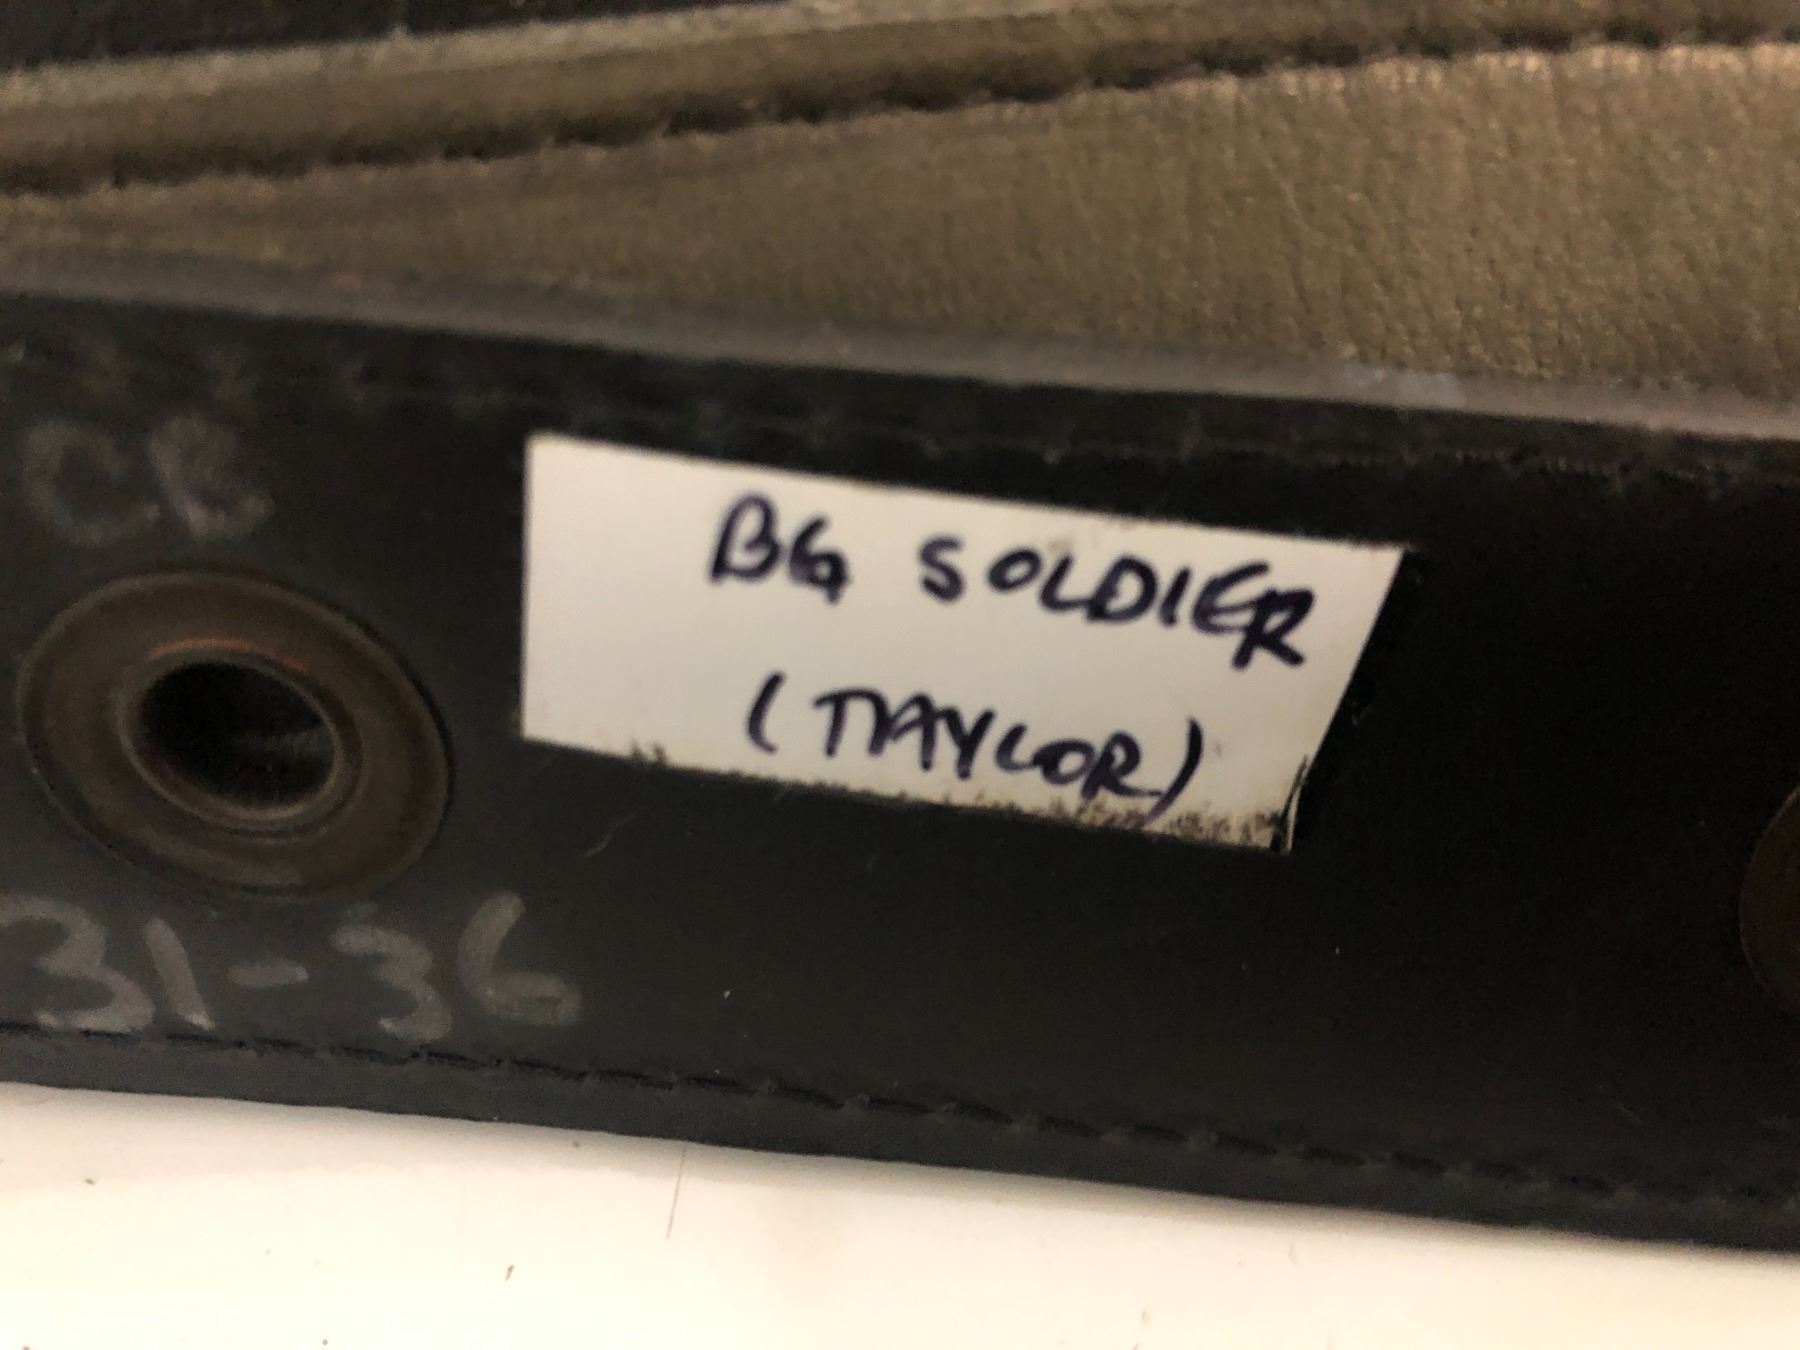 CB
BG SOLDIER
(TAYLOR)
31-36